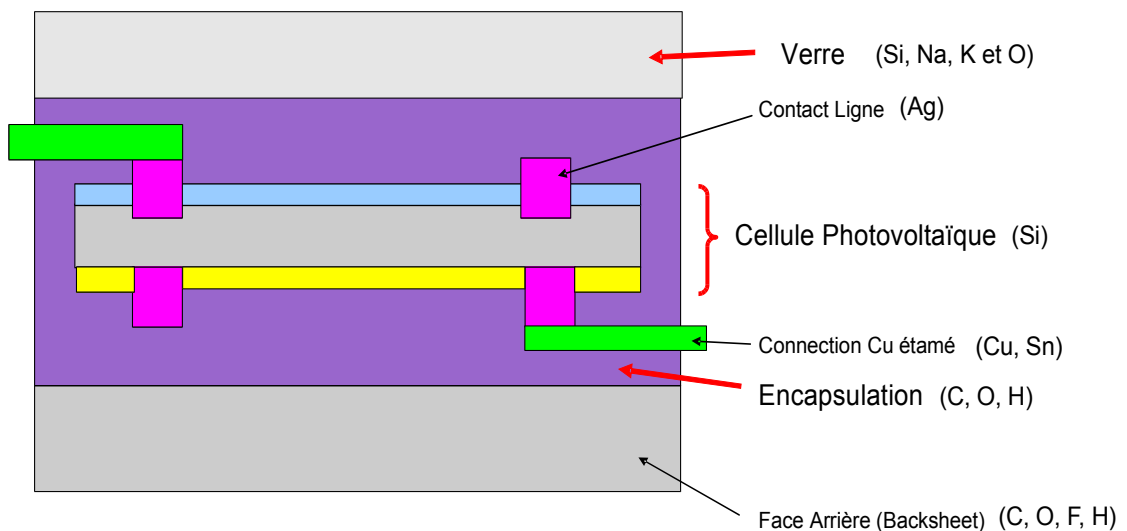 Verre (Si, Na, K et O)
Contact Ligne (Ag)
Cellule Photovoltaïque (Si)
Connection Cu étamé (Cu, Sn)
Encapsulation (C, O, H)
Face Arrière (Backsheet) (C, O, F, H)